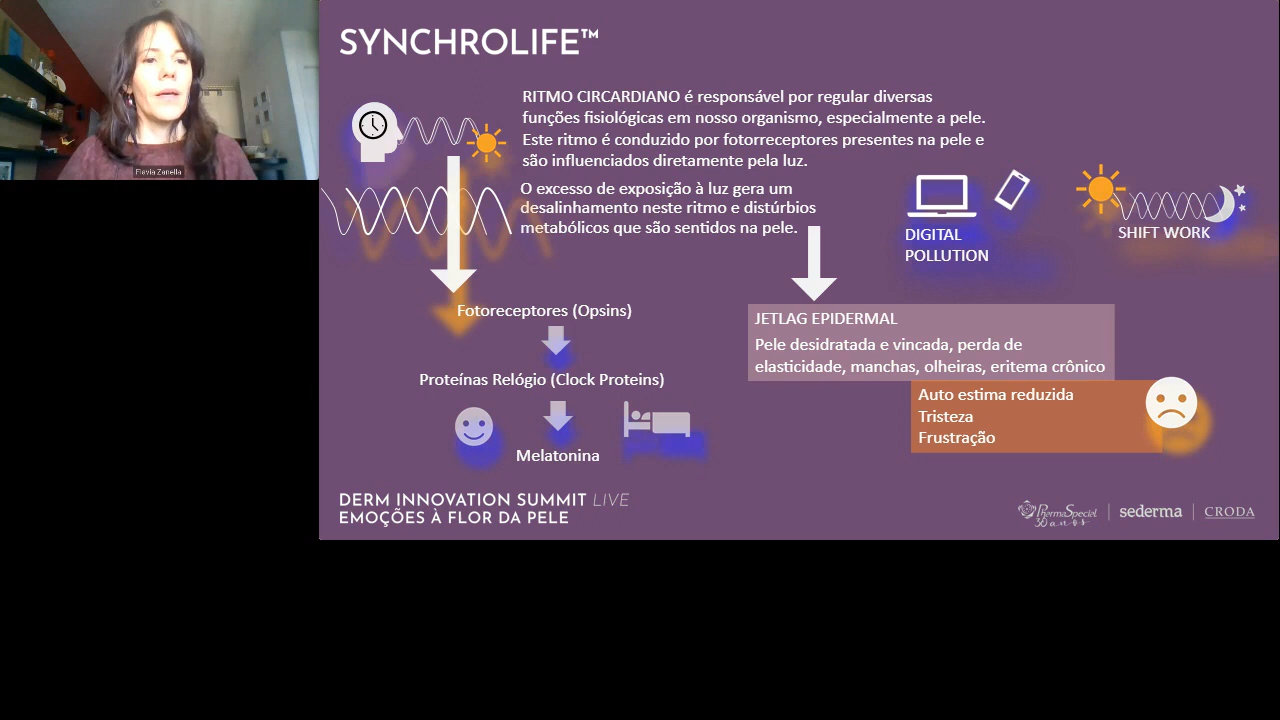 Flavia Zanella
SYNCHROLIFE™
RITMO CIRCARDIANO é responsável por regular diversas
funções fisiológicas em nosso organismo, especialmente a pele.
Este ritmo é conduzido por fotorreceptores presentes na pele e
são influenciados diretamente pela luz.
O excesso de exposição à luz gera um
desalinhamento neste ritmo e distúrbios
metabólicos que são sentidos na pele.
DIGITAL
POLLUTION
SHIFT WORK
Fotoreceptores (Opsins)
Proteínas Relógio (Clock Proteins)
Melatonina
JETLAG EPIDERMAL
Pele desidratada e vincada, perda de
elasticidade, manchas, olheiras, eritema crônico
Auto estima reduzida
Tristeza
Frustração
DERM INNOVATION SUMMIT LIVE
EMOÇÕES À FLOR DA PELE
PharmaSpecial
30 anos
sederma
CRODA